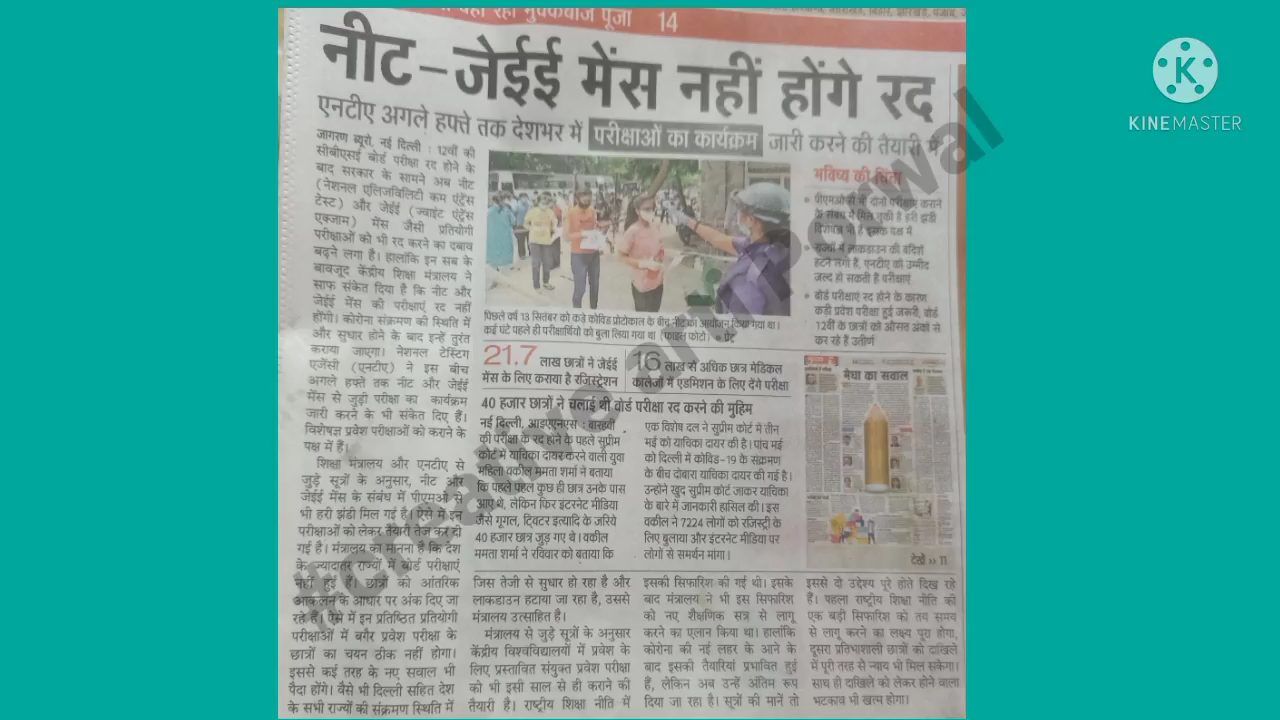 यहा रहा मुक्केबाज पूजा 14
नीट-जेईई मेंस नहीं होंगे रद
एनटीए अगले हफ्ते तक देशभर में परीक्षाओं का कार्यक्रम जारी करने की तैयारी में
जागरण ब्यूरो, नई दिल्ली : 12वीं की
सीबीएसई बोर्ड परीक्षा रद होने के
बाद सरकार के सामने अब नीट
(नेशनल एलिजिबिलिटी कम एंट्रेंस
टेस्ट) और जेईई (ज्वाइंट एंट्रेंस
एक्जाम) मेंस जैसी प्रतियोगी
परीक्षाओं को भी रद करने का दबाव
बढ़ने लगा है। हालांकि इन सब के
बावजूद केंद्रीय शिक्षा मंत्रालय ने
साफ संकेत दिया है कि नीट और
जेईई मेंस की परीक्षाएं रद नहीं
होंगी। कोरोना संक्रमण की स्थिति में
और सुधार होने के बाद इन्हें तुरंत
कराया जाएगा। नेशनल टेस्टिंग
एजेंसी (एनटीए) ने इस बीच
अगले हफ्ते तक नीट और जेईई
मेंस से जुड़ी परीक्षा का कार्यक्रम
जारी करने के भी संकेत दिए हैं।
विशेषज्ञ प्रवेश परीक्षाओं को कराने के
पक्ष में हैं।
शिक्षा मंत्रालय और एनटीए से
जुड़े सूत्रों के अनुसार, नीट और
जेईई मेंस के संबंध में पीएमओ से
भी हरी झंडी मिल गई है। ऐसे में इन
परीक्षाओं को लेकर तैयारी तेज कर दी
गई है। मंत्रालय का मानना है कि देश
के ज्यादातर राज्यों में बोर्ड परीक्षाएं
नहीं हुई छात्रों को आंतरिक
आकलन के आधार पर अंक दिए जा
रहे ऐसे में इन प्रतिष्ठित प्रतियोगी
परीक्षाओं में बगैर प्रवेश परीक्षा के
छात्रों का चयन ठीक नहीं होगा।
इससे कई तरह के नए सवाल भी
पैदा होंगे। वैसे भी दिल्ली सहित देश
के सभी राज्यों की संक्रमण स्थिति में
पिछले वर्ष 13 सितंबर को कड़े कोविड प्रोटोकाल के बीच नीट का आयोजन किया गया था।
कई घंटे पहले ही परीक्षार्थियों को बुला लिया गया था (फाइल फोटो) ● प्रेट्र
21.7 लाख छात्रों ने जेईई
मेंस के लिए कराया है रजिस्ट्रेशन
16 लाख से अधिक छात्र मेडिकल
कालेजों में एडमिशन के लिए देंगे परीक्षा
40 हजार छात्रों ने चलाई थी बोर्ड परीक्षा रद करने की मुहिम
नई दिल्ली, आइएएनएस : बारहवीं
की परीक्षा के रद होने के पहले सुप्रीम
कोर्ट में याचिका दायर करने वाली युवा
महिला वकील ममता शर्मा ने बताया
कि पहले पहल कुछ ही छात्र उनके पास
आए थे, लेकिन फिर इंटरनेट मीडिया
जैसे गूगल, ट्विटर इत्यादि के जरिये
40 हजार छात्र जुड़ गए थे। वकील
ममता शर्मा ने रविवार को बताया कि
एक विशेष दल ने सुप्रीम कोर्ट में तीन
मई को याचिका दायर की है। पांच मई
को दिल्ली में कोविड-19 के संक्रमण
के बीच दोबारा याचिका दायर की गई है।
उन्होंने खुद सुप्रीम कोर्ट जाकर याचिका
के बारे में जानकारी हासिल की। इस
वकील ने 7224 लोगों को रजिस्ट्री के
लिए बुलाया और इंटरनेट मीडिया पर
लोगों से समर्थन मांगा।
भविष्य की चिंता
पीएमओ से भी दोनों परीक्षाएं कराने
के संबंध में मिल चुकी है हरी झंडी
विशेषज्ञ भी हैं इसके पक्ष में
राज्यों में लाकडाउन की बंदिशें
हटने लगी हैं, एनटीए को उम्मीद
जल्द हो सकती हैं परीक्षाएं
बोर्ड परीक्षाएं रद होने के कारण
कड़ी प्रवेश परीक्षा हुई जरूरी, बोर्ड
12वीं के छात्रों को औसत अंकों से
कर रहे हैं उत्तीर्ण
मेधा का सवाल
देखें >> 11
जिस तेजी से सुधार हो रहा है और
लाकडाउन हटाया जा रहा है, उससे
मंत्रालय उत्साहित है।
मंत्रालय से जुड़े सूत्रों के अनुसार
केंद्रीय विश्वविद्यालयों में प्रवेश के
लिए प्रस्तावित संयुक्त प्रवेश परीक्षा
को भी इसी साल से ही कराने की
तैयारी है। राष्ट्रीय शिक्षा नीति में
इसकी सिफारिश की गई थी। इसके
बाद मंत्रालय ने भी इस सिफारिश
को नए शैक्षणिक सत्र से लागू
करने का एलान किया था। हालांकि
कोरोना की नई लहर के आने के
बाद इसकी तैयारियां प्रभावित हुई
हैं, लेकिन अब उन्हें अंतिम रूप
दिया जा रहा है। सूत्रों की मानें तो
इससे दो उद्देश्य पूरे होते दिख रहे
हैं। पहला राष्ट्रीय शिक्षा नीति की
एक बड़ी सिफारिश को तय समय
से लागू करने का लक्ष्य पूरा होगा,
दूसरा प्रतिभाशाली छात्रों को दाखिले
में पूरी तरह से न्याय भी मिल सकेगा।
साथ ही दाखिले को लेकर होने वाला
भटकाव भी खत्म होगा।
KINEMASTER